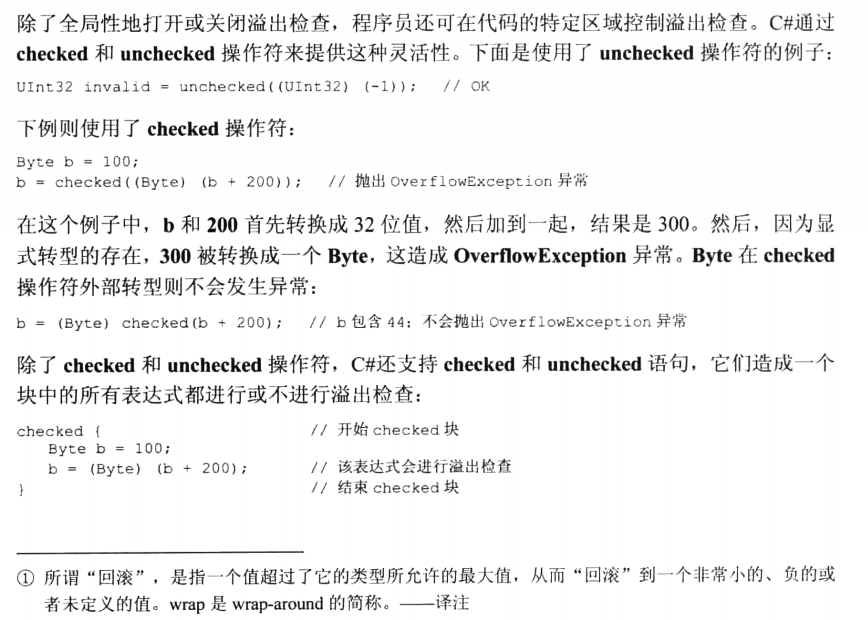 除了全局性地打开或关闭溢出检查，程序员还可在代码的特定区域控制溢出检查。C#通过
checked 和 unchecked 操作符来提供这种灵活性。下面是使用了 unchecked 操作符的例子：
UInt32 invalid = unchecked((UInt32) (-1)); // OK
下例则使用了 checked 操作符：
Byte b = 100;
b = checked((Byte) (b + 200)); // 抛出 OverflowException 异常
在这个例子中，b 和 200 首先转换成 32 位值，然后加到一起，结果是 300。然后，因为显
式转型的存在，300 被转换成一个 Byte，这造成 OverflowException 异常。Byte 在 checked
操作符外部转型则不会发生异常：
b = (Byte) checked(b + 200); // b 包含 44；不会抛出 OverflowException 异常
除了 checked 和 unchecked 操作符，C#还支持 checked 和 unchecked 语句，它们造成一个
块中的所有表达式都进行或不进行溢出检查：
checked { // 开始 checked 块
Byte b = 100;
b = (Byte) (b + 200); // 该表达式会进行溢出检查
} // 结束 checked 块
① 所谓“回滚”，是指一个值超过了它的类型所允许的最大值，从而“回滚”到一个非常小的、负的或
者未定义的值。wrap 是 wrap-around 的简称。——译注